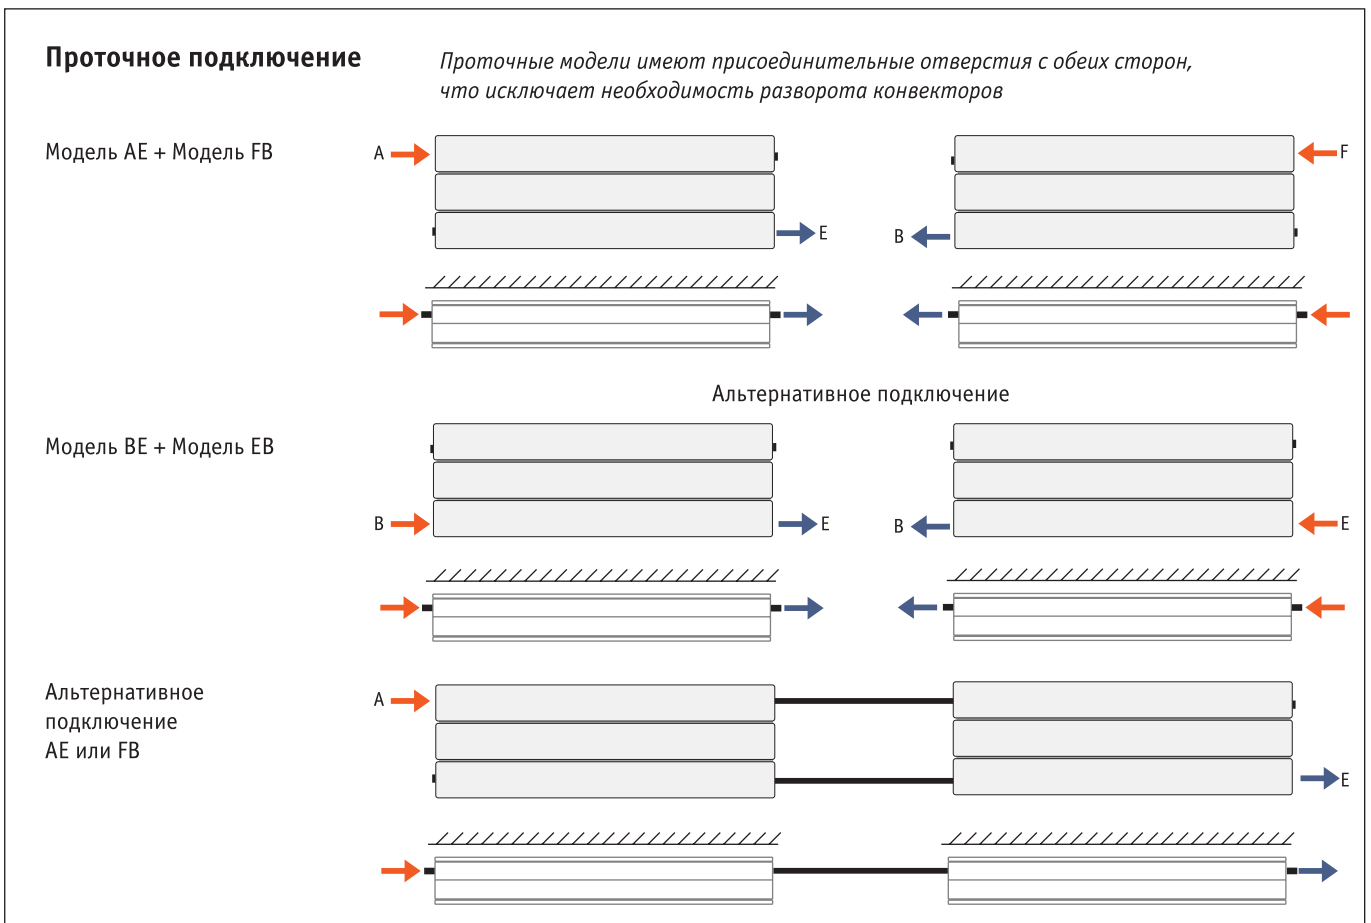 Проточное подключение
Проточные модели имеют присоединительные отверстия с обеих сторон,
что исключает необходимость разворота конвекторов
Модель AE + Модель FB
A
E
B
F
Альтернативное подключение
Модель BE + Модель EB
B
E
B
E
Альтернативное
подключение
AE или FB
A
E